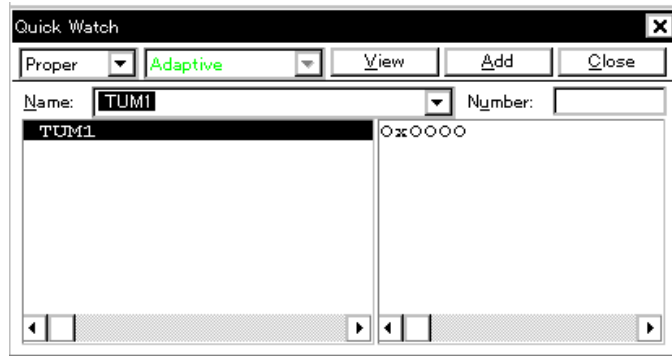 Quick Watch
Proper Adaptive View Add Close
Name: TUM1 Number:
TUM1 0x0000